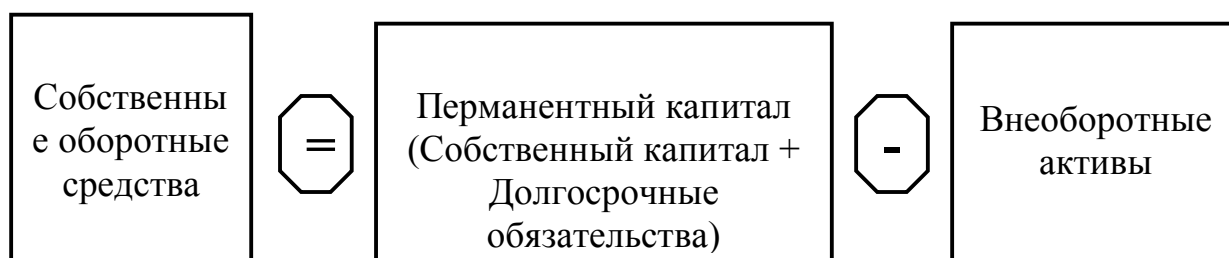 Собственны
е оборотные
средства
=
Перманентный капитал
(Собственный капитал +
Долгосрочные
обязательства)
-
Внеоборотные
активы